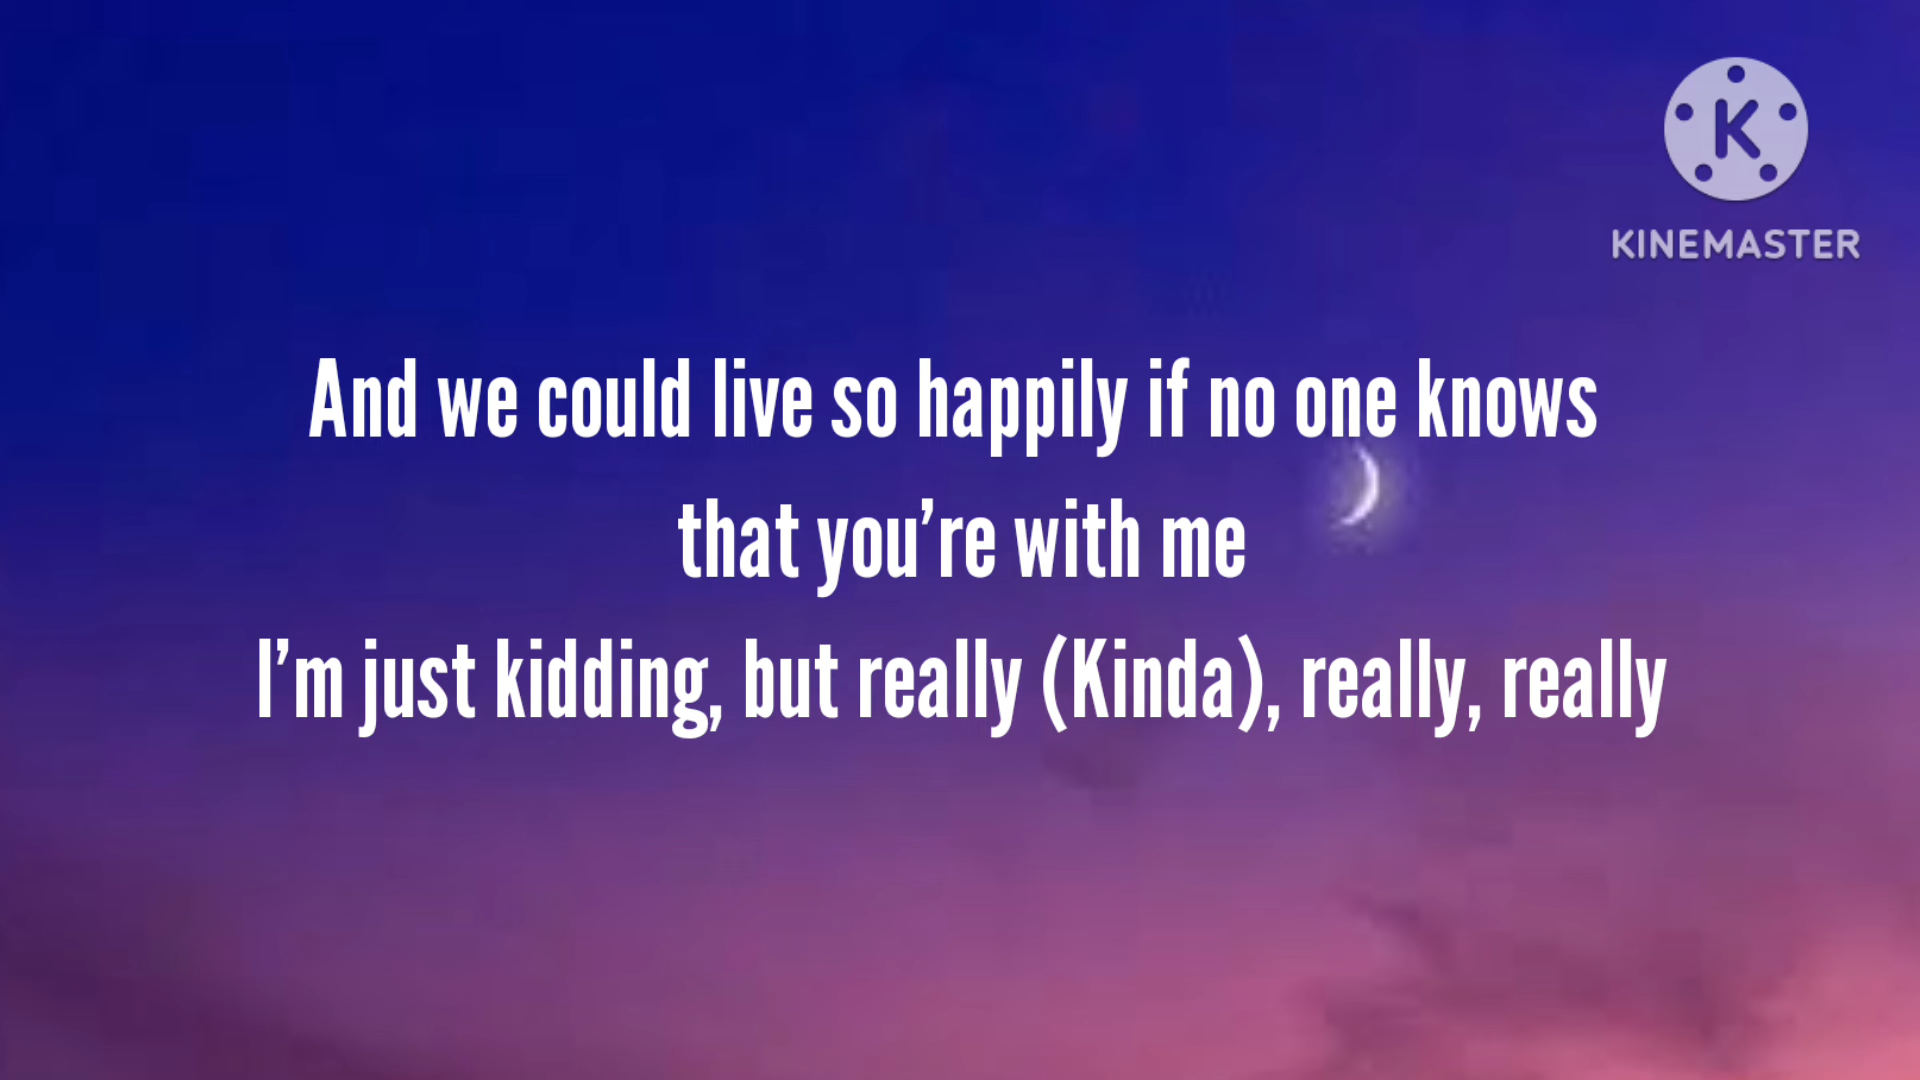 K
KINEMASTER
And we could live so happily if no one knows
that you’re with me
I’m just kidding, but really (Kinda), really, really